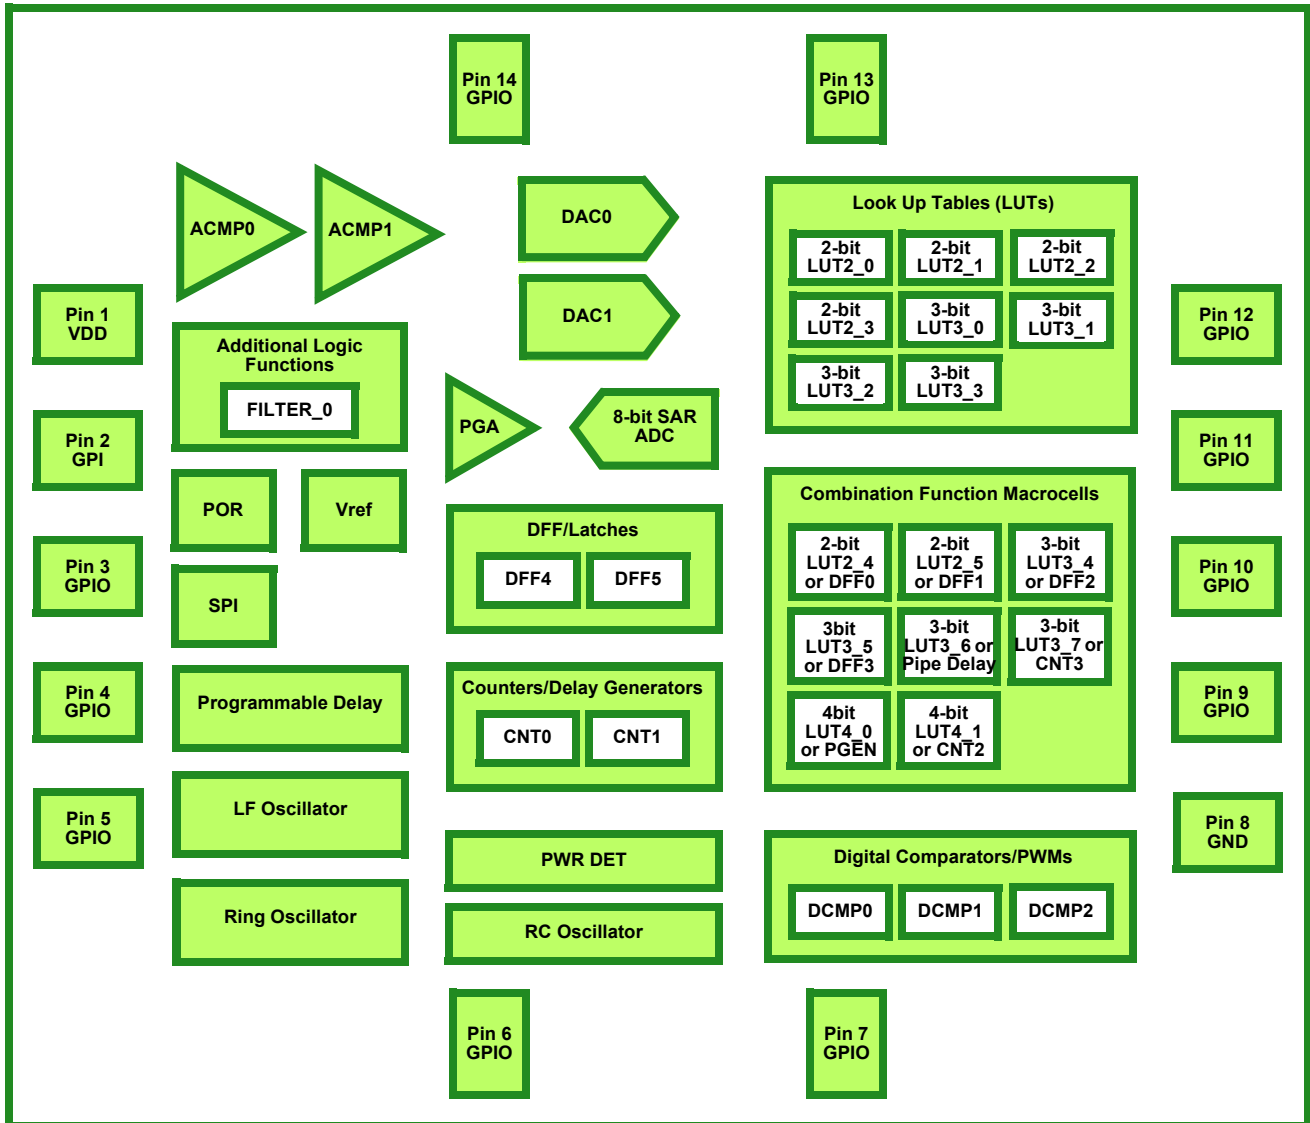 Pin 14
GPIO
Pin 13
GPIO
ACMP0
ACMP1
DAC0
DAC1
Look Up Tables (LUTs)
2-bit
LUT2_0
2-bit
LUT2_1
2-bit
LUT2_2
2-bit
LUT2_3
3-bit
LUT3_0
3-bit
LUT3_1
3-bit
LUT3_2
3-bit
LUT3_3
Pin 1
VDD
Pin 12
GPIO
Additional Logic
Functions
FILTER_0
PGA
8-bit SAR
ADC
Pin 2
GPI
Pin 11
GPIO
POR
Vref
DFF/Latches
DFF4
DFF5
Combination Function Macrocells
2-bit
LUT2_4
or DFF0
2-bit
LUT2_5
or DFF1
3-bit
LUT3_4
or DFF2
3bit
LUT3_5
or DFF3
3-bit
LUT3_6 or
Pipe Delay
3-bit
LUT3_7 or
CNT3
4bit
LUT4_0
or PGEN
4-bit
LUT4_1
or CNT2
Pin 3
GPIO
Pin 10
GPIO
SPI
Pin 4
GPIO
Programmable Delay
Counters/Delay Generators
CNT0
CNT1
Pin 9
GPIO
LF Oscillator
Pin 5
GPIO
Pin 8
GND
PWR DET
Digital Comparators/PWMs
DCMP0
DCMP1
DCMP2
Ring Oscillator
RC Oscillator
Pin 6
GPIO
Pin 7
GPIO